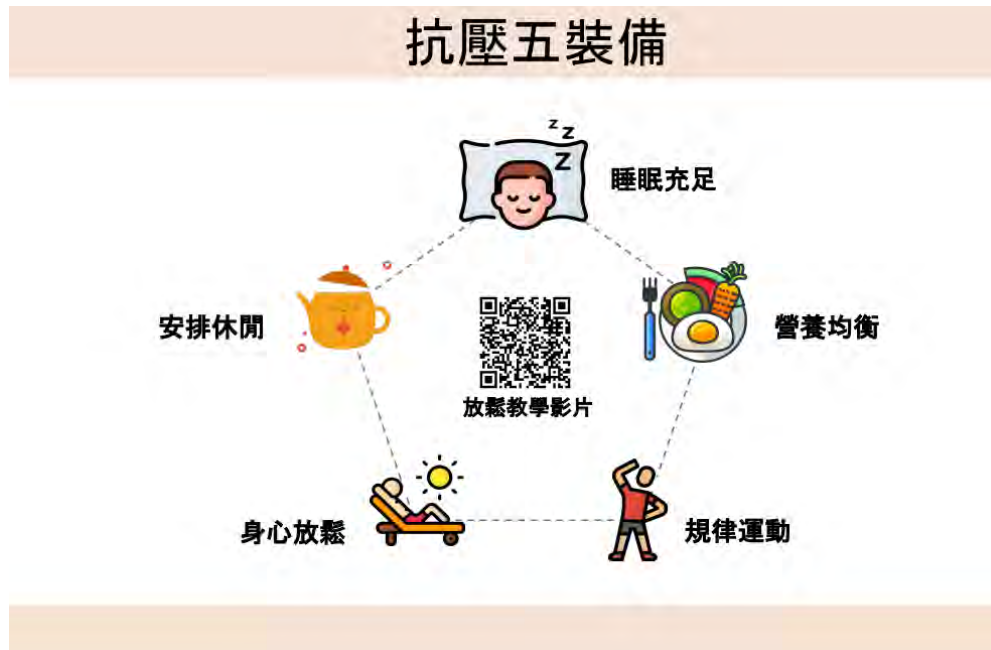 抗壓五裝備
z z Z
睡眠充足
安排休閒
營養均衡
放鬆教學影片
身心放鬆
規律運動